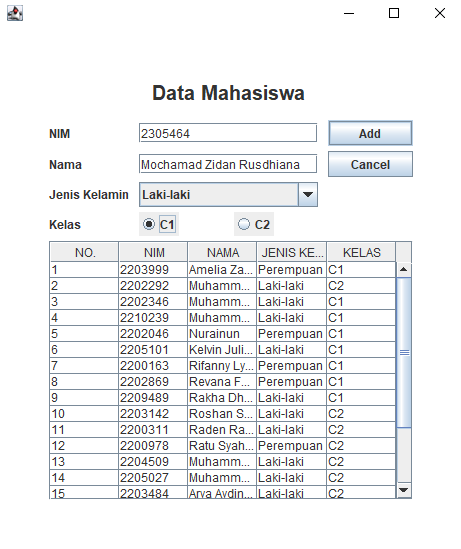 Data Mahasiswa
NIM 2305464 Add
Nama Mochamad Zidan Rusdhiana Cancel
Jenis Kelamin Laki-laki
Kelas C1 C2
NO. NIM NAMA JENIS KE... KELAS
1 2203999 Amelia Za... Perempuan C1
2 2202292 Muhamm... Laki-laki C2
3 2202346 Muhamm... Laki-laki C1
4 2210239 Muhamm... Laki-laki C1
5 2202046 Nurainun Perempuan C1
6 2205101 Kelvin Juli... Laki-laki C1
7 2200163 Rifanny Ly... Perempuan C1
8 2202869 Revana F... Perempuan C1
9 2209489 Rakha Dh... Laki-laki C1
10 2203142 Roshan S... Laki-laki C2
11 2200311 Raden Ra... Laki-laki C2
12 2200978 Ratu Syah... Perempuan C2
13 2204509 Muhamm... Laki-laki C2
14 2205027 Muhamm... Laki-laki C2
15 2203484 Arya Aydin... Laki-laki C2